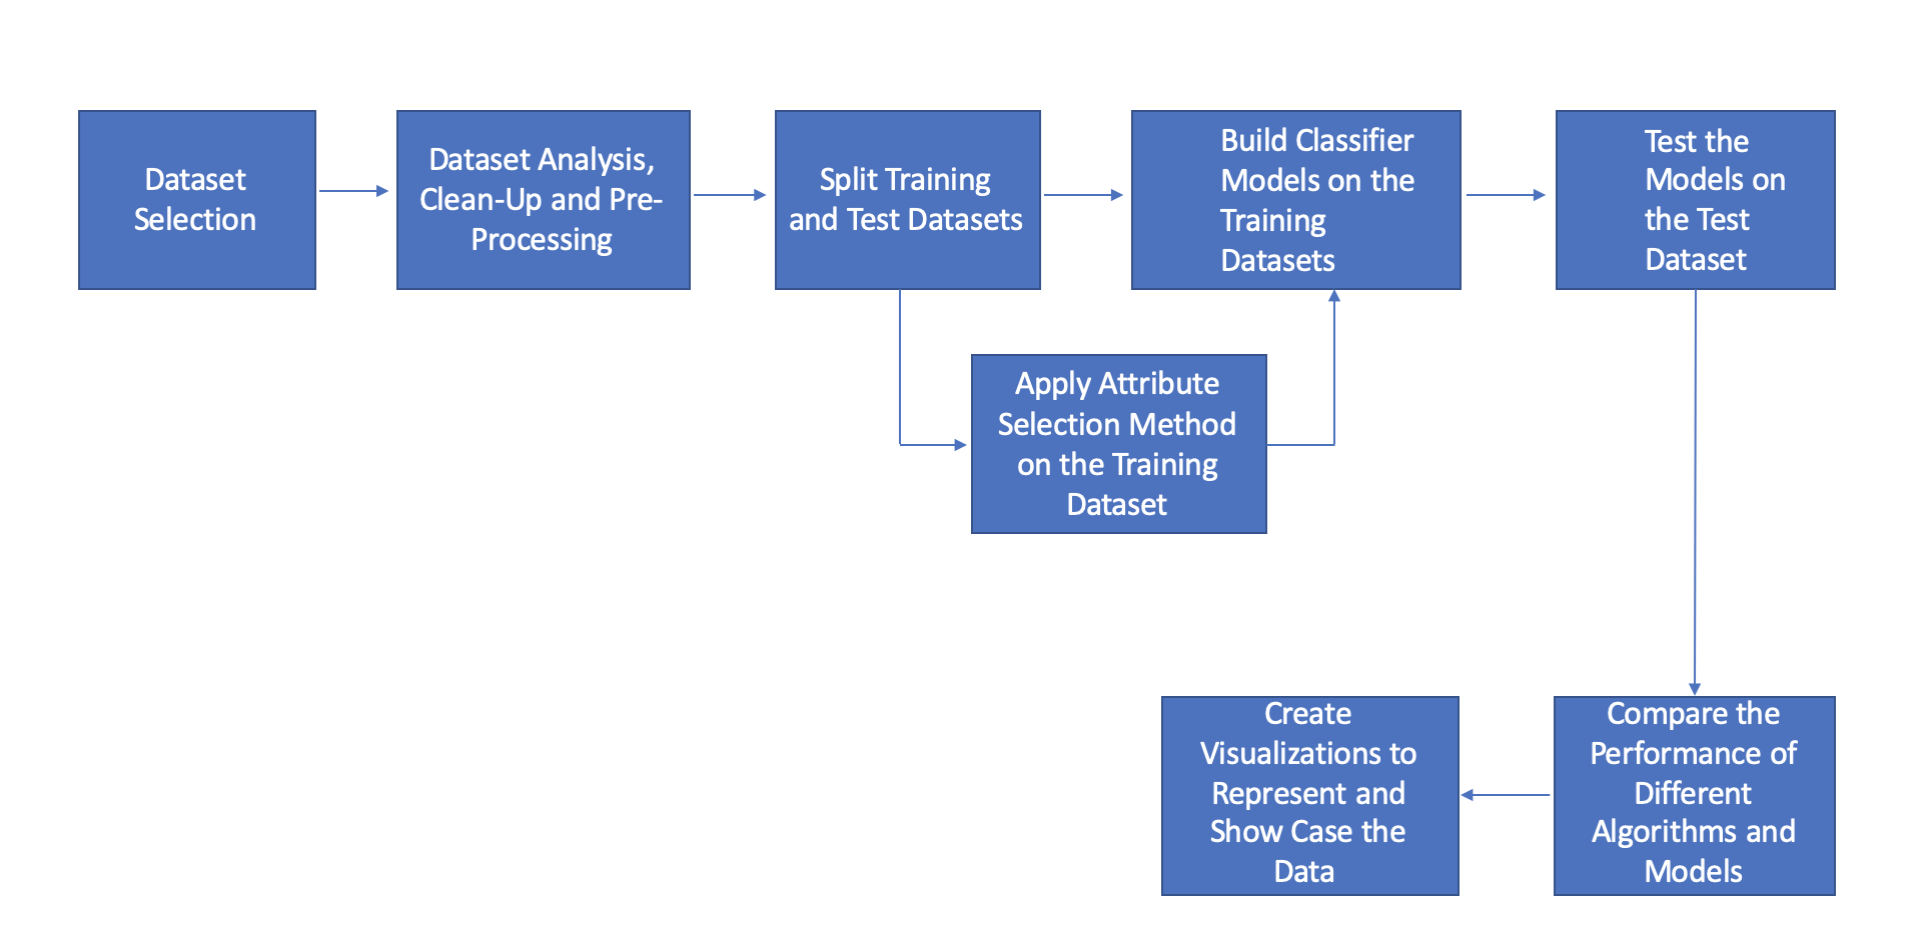 Dataset
Selection
Dataset Analysis,
Clean-Up and Pre-
Processing
Split Training
and Test Datasets
Build Classifier
Models on the
Training
Datasets
Test the
Models on
the Test
Dataset
Apply Attribute
Selection Method
on the Training
Dataset
Create
Visualizations to
Represent and
Show Case the
Data
Compare the
Performance of
Different
Algorithms and
Models